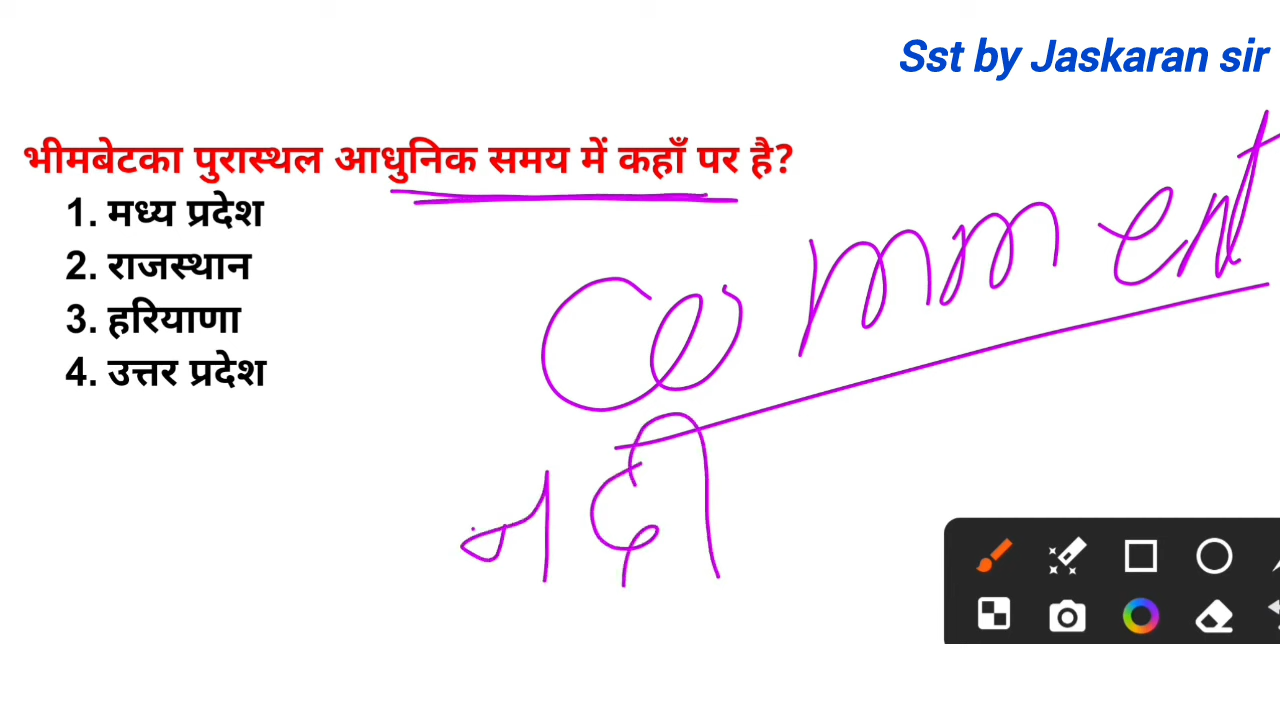 Sst by Jaskaran sir
भीमबेटका पुरास्थल आधुनिक समय में कहाँ पर है?
1. मध्य प्रदेश
2. राजस्थान
3. हरियाणा
4. उत्तर प्रदेश
Comment
नदी